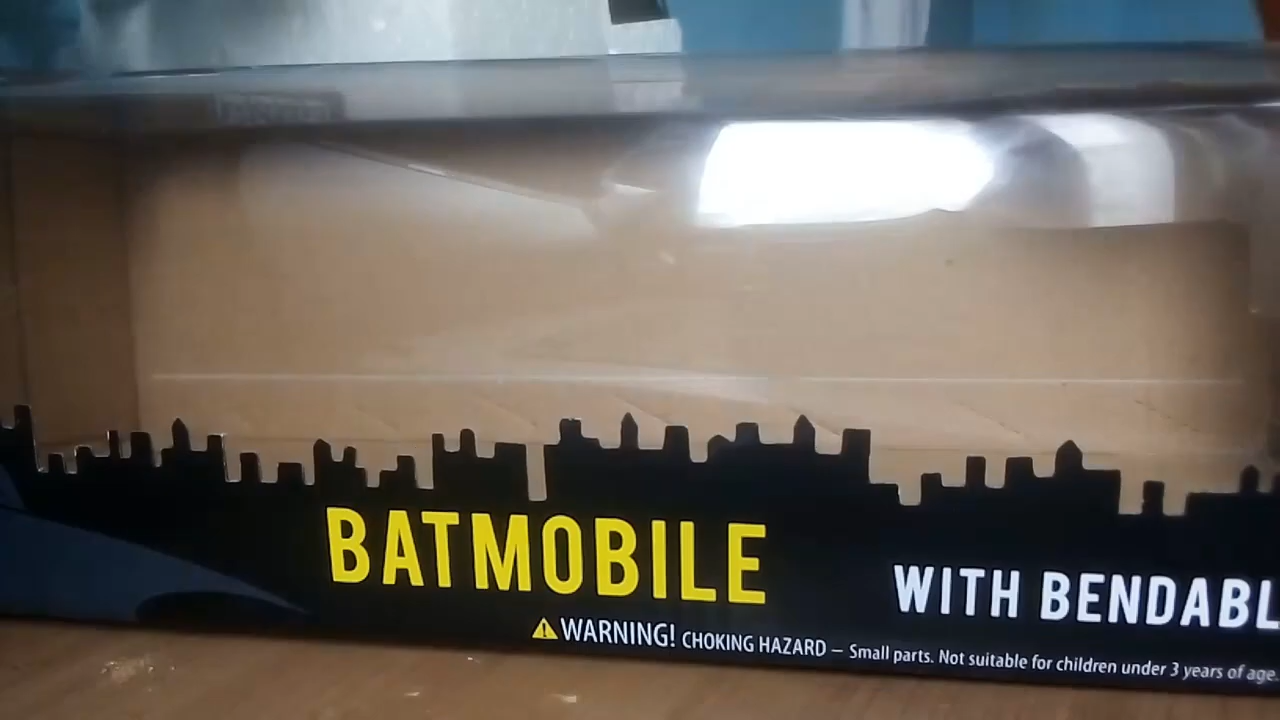 BATMOBILE
WITH BENDABL
WARNING! CHOKING HAZARD – Small parts. Not suitable for children under 3 years of age.